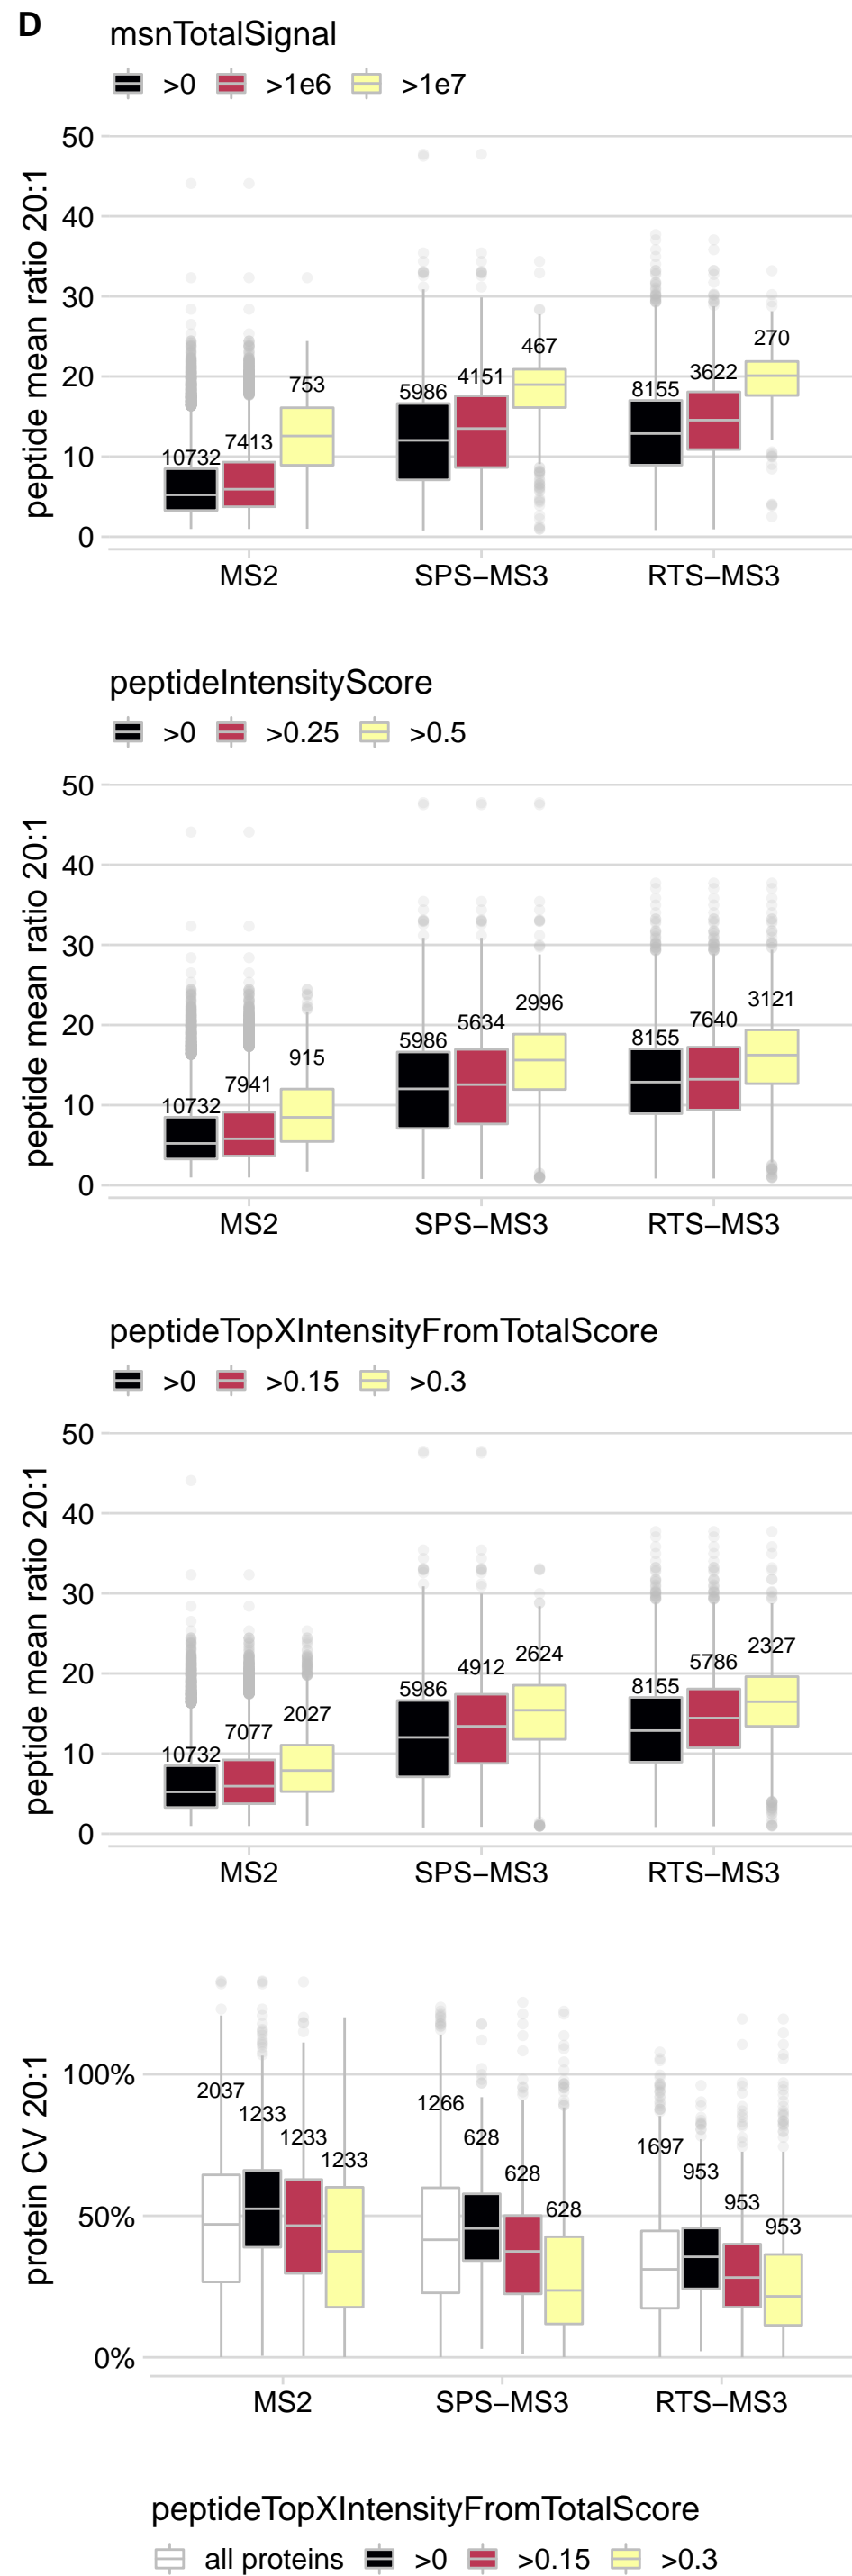 D
msnTotalSignal
>0 >1e6 >1e7
peptide mean ratio 20:1
50
40
30
20
10
0
10732 7413 753 5986 4151 467 8155 3622 270
MS2 SPS−MS3 RTS−MS3
peptideIntensityScore
>0 >0.25 >0.5
peptide mean ratio 20:1
50
40
30
20
10
0
10732 7941 915 5986 5634 2996 8155 7640 3121
MS2 SPS−MS3 RTS−MS3
peptideTopXIntensityFromTotalScore
>0 >0.15 >0.3
peptide mean ratio 20:1
50
40
30
20
10
0
10732 7077 2027 5986 4912 2624 8155 5786 2327
MS2 SPS−MS3 RTS−MS3
protein CV 20:1
100%
50%
0%
2037 1233 1233 1233 1266 628 628 628 1697 953 953 953
MS2 SPS−MS3 RTS−MS3
peptideTopXIntensityFromTotalScore
all proteins >0 >0.15 >0.3